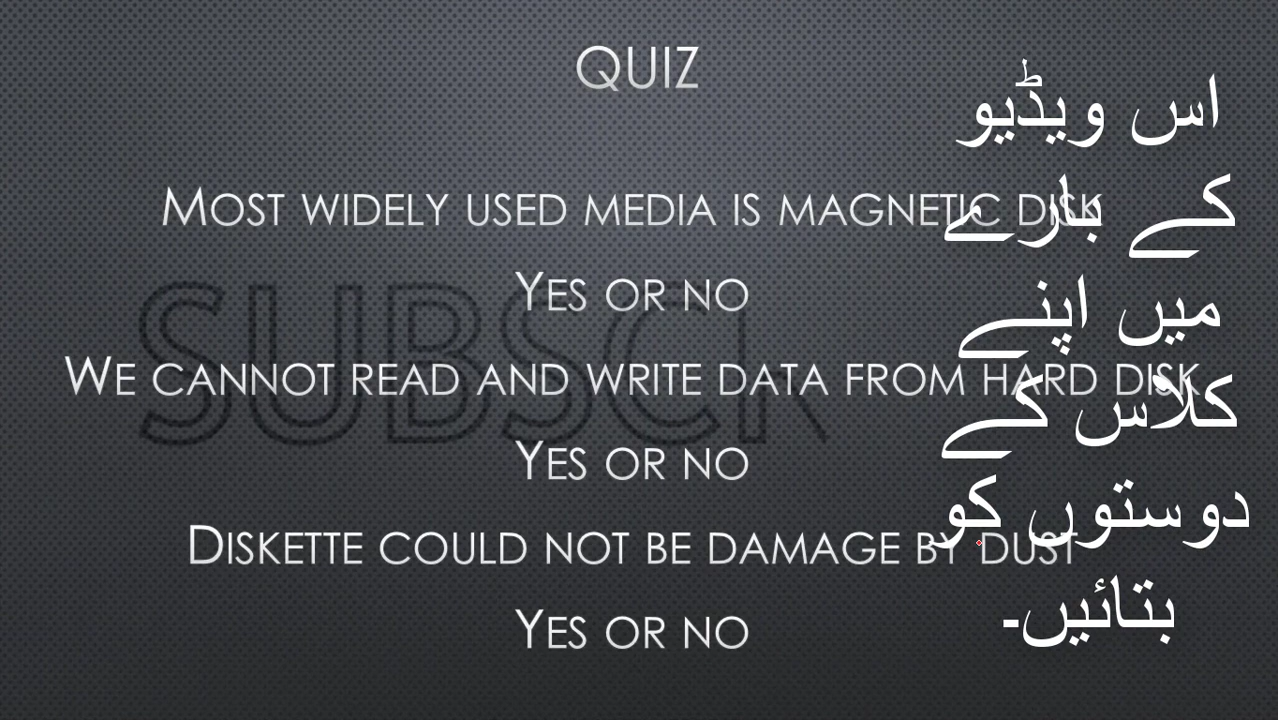 QUIZ
MOST WIDELY USED MEDIA IS MAGNETIC DISK
YES OR NO
WE CANNOT READ AND WRITE DATA FROM HARD DISK
YES OR NO
DISKETTE COULD NOT BE DAMAGE BY DUST
YES OR NO
اس ویڈیو
کے بارے
میں اپنے
کلاس کے
دوستوں کو
بتائیں۔
SUBSCR